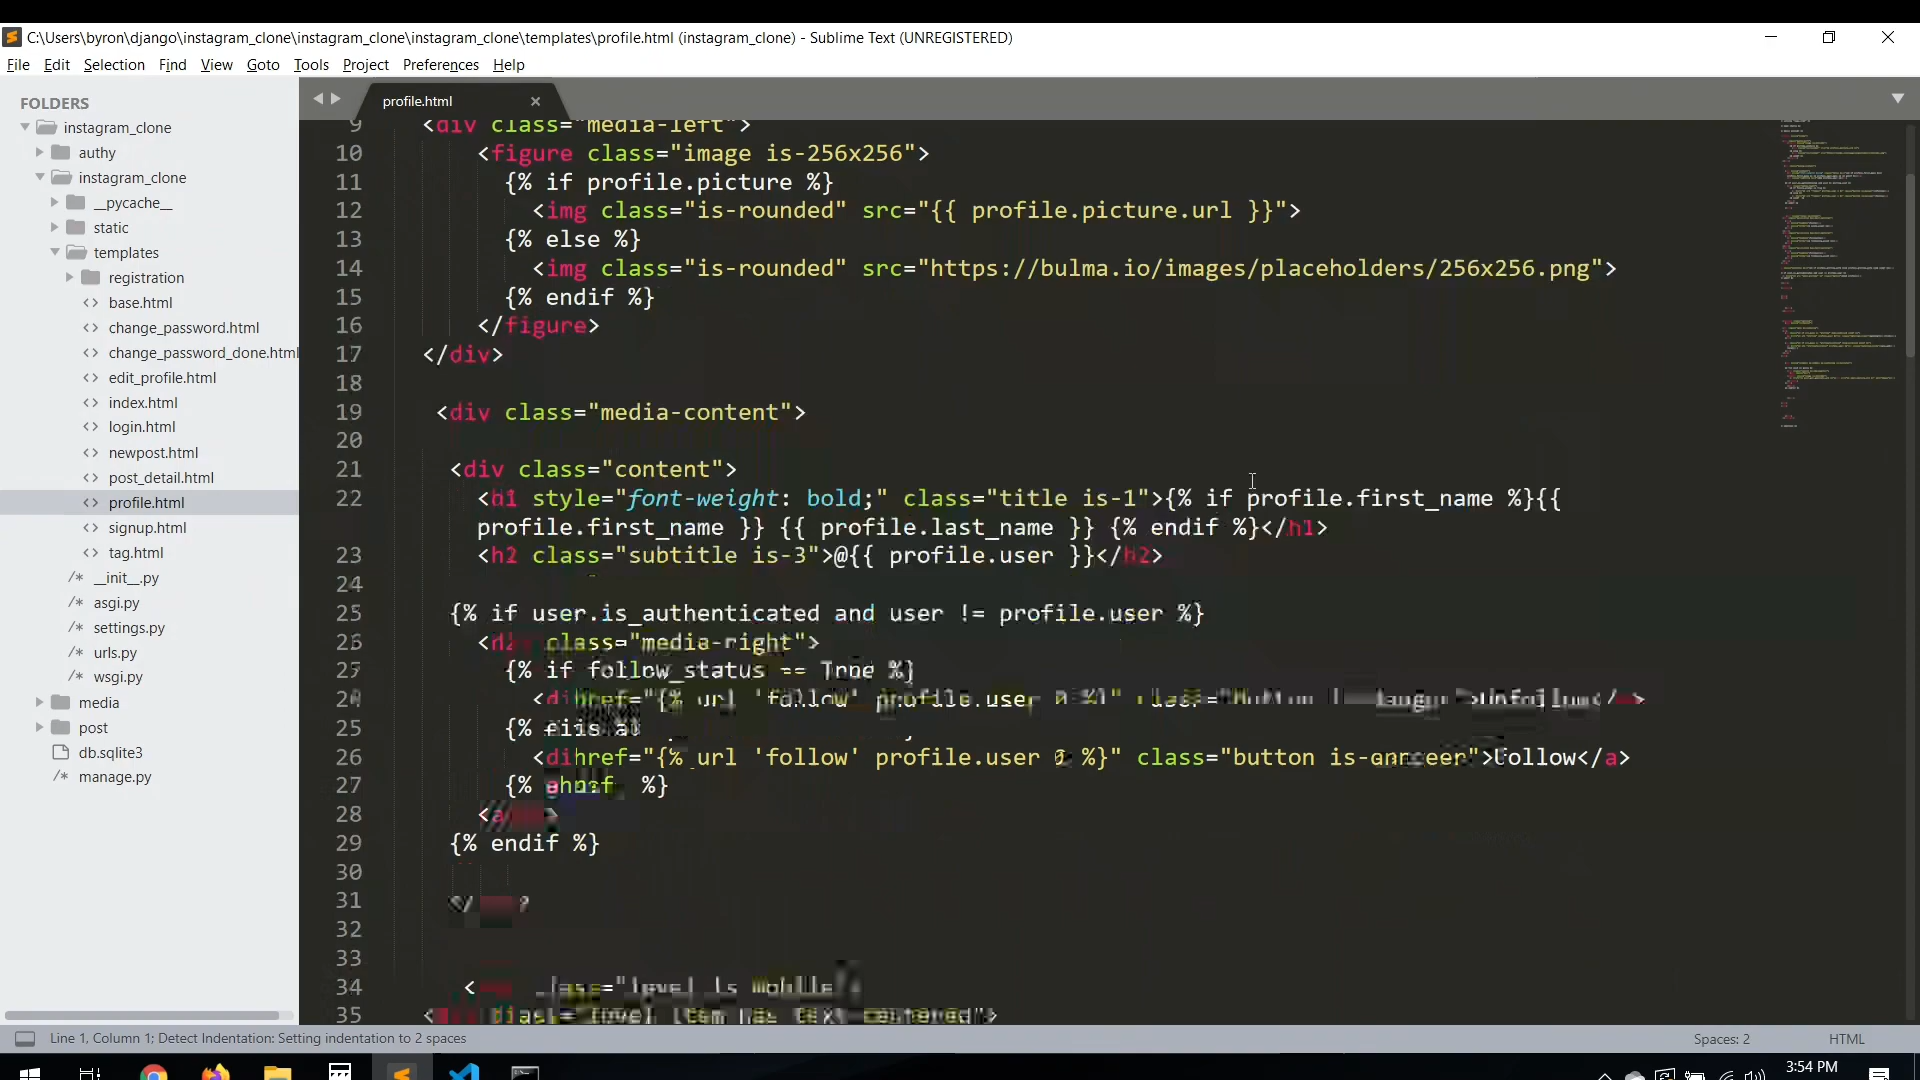 C:\Users\byron\django\instagram_clone\instagram_clone\instagram_clone\templates\profile.html (instagram_clone) - Sublime Text (UNREGISTERED)
File Edit Selection Find View Goto Tools Project Preferences Help
FOLDERS
instagram_clone
authy
instagram_clone
__pycache__
static
templates
registration
base.html
change_password.html
change_password_done.html
edit_profile.html
index.html
login.html
newpost.html
post_detail.html
profile.html
signup.html
tag.html
__init__.py
asgi.py
settings.py
urls.py
wsgi.py
media
post
db.sqlite3
manage.py
profile.html
9 <div class="media-left">
10 <figure class="image is-256x256">
11 {% if profile.picture %}
12 <img class="is-rounded" src="{{ profile.picture.url }}">
13 {% else %}
14 <img class="is-rounded" src="https://bulma.io/images/placeholders/256x256.png">
15 {% endif %}
16 </figure>
17 </div>
18
19 <div class="media-content">
20
21 <div class="content">
22 <h1 style="font-weight: bold;" class="title is-1">{% if profile.first_name %}{{
profile.first_name }} {{ profile.last_name }} {% endif %}</h1>
23 <h2 class="subtitle is-3">@{{ profile.user }}</h2>
24
25 {% if user.is_authenticated and user != profile.user %}
class="media-right">
{% if follow_status ==
url 'follow' profile.user
25 {%
26 href="{% url 'follow' profile.user %}" class="button >Follow</a>
27 {% %}
28
29 {% endif %}
30
31
32
33
34
35
Line 1, Column 1; Detect Indentation: Setting indentation to 2 spaces
Spaces: 2
HTML
3:54 PM